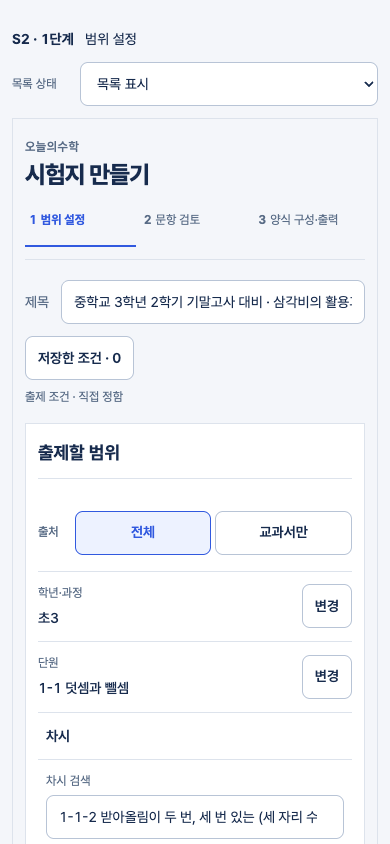 S2 · 1단계 범위 설정
목록 상태 목록 표시
오늘의수학
시험지 만들기
1 범위 설정 2 문항 검토 3 양식 구성·출력
제목 중학교 3학년 2학기 기말고사 대비 · 삼각비의 활용
저장한 조건 · 0
출제 조건 · 직접 정함
출제할 범위
출처 전체 교과서만
학년·과정
초3
변경
단원
1-1 덧셈과 뺄셈
변경
차시
차시 검색
1-1-2 받아올림이 두 번, 세 번 있는 (세 자리 수